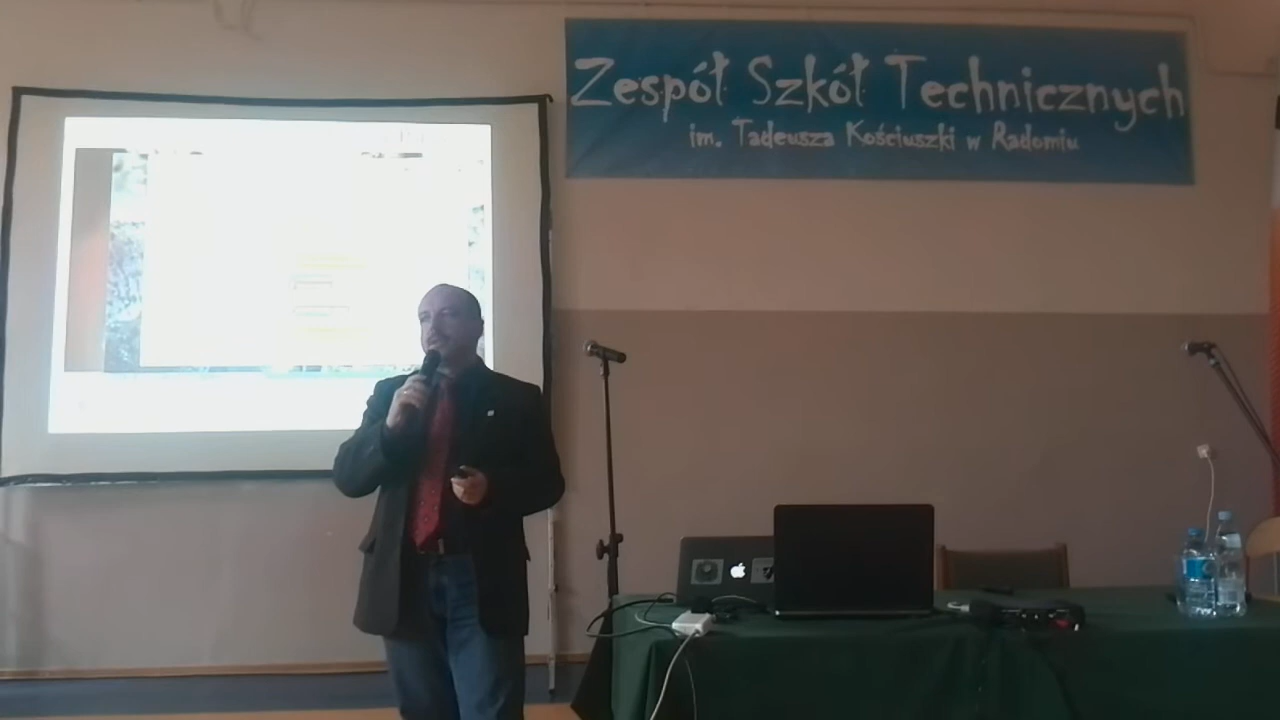 Zespół Szkół Technicznych
im. Tadeusza Kościuszki w Radomiu